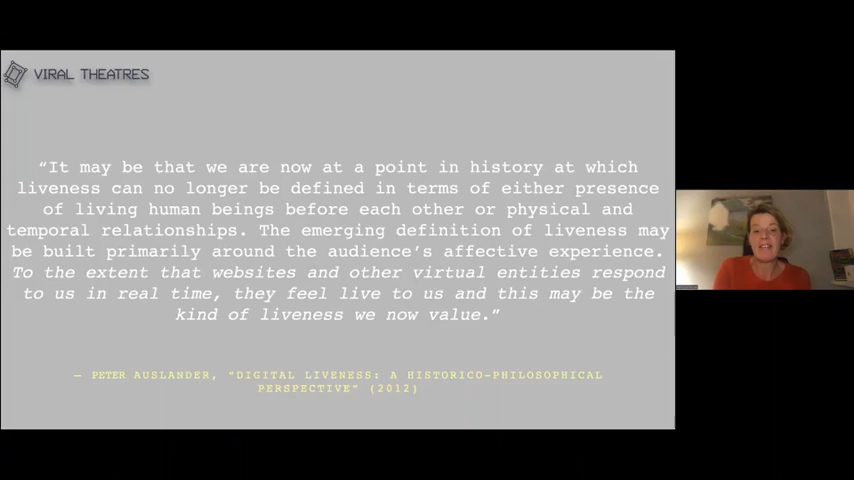 VIRAL THEATRES
“It may be that we are now at a point in history at which
liveness can no longer be defined in terms of either presence
of living human beings before each other or physical and
temporal relationships. The emerging definition of liveness may
be built primarily around the audience’s affective experience.
To the extent that websites and other virtual entities respond
to us in real time, they feel live to us and this may be the
kind of liveness we now value.”
— PETER AUSLANDER, “DIGITAL LIVENESS: A HISTORICO-PHILOSOPHICAL
PERSPECTIVE” (2012)